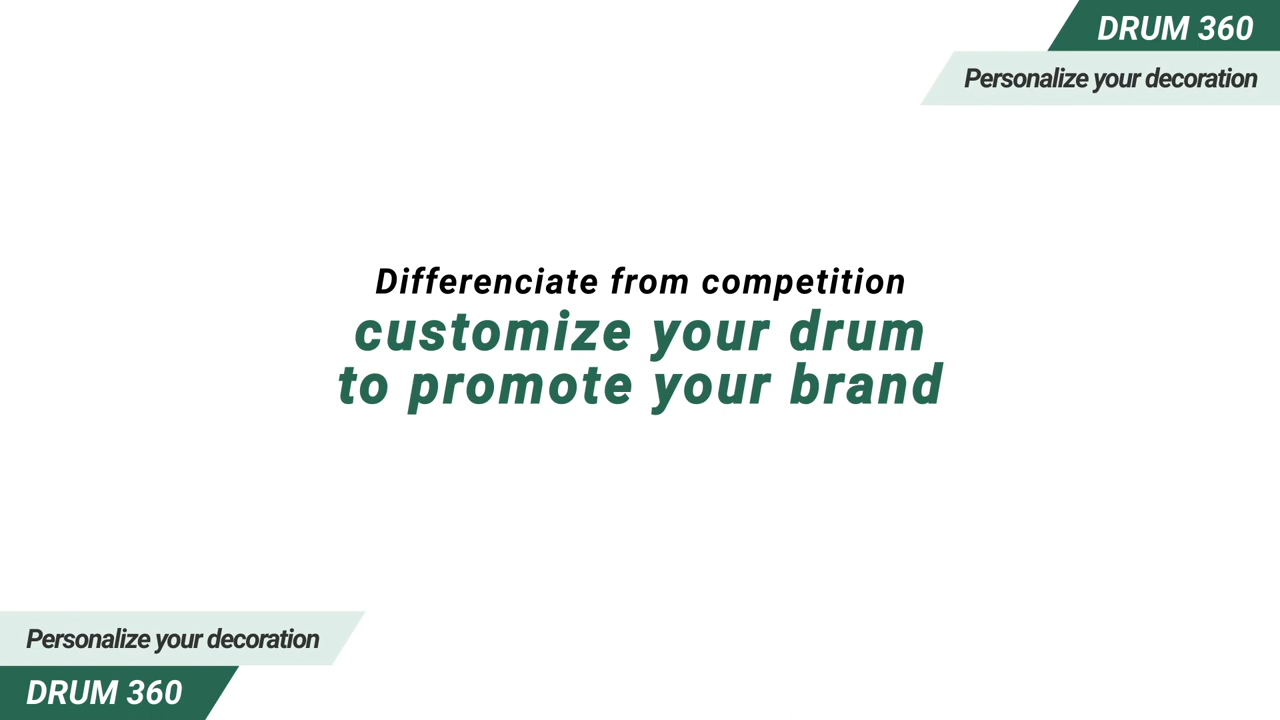 DRUM 360
Personalize your decoration
Differenciate from competition
customize your drum
to promote your brand
Personalize your decoration
DRUM 360